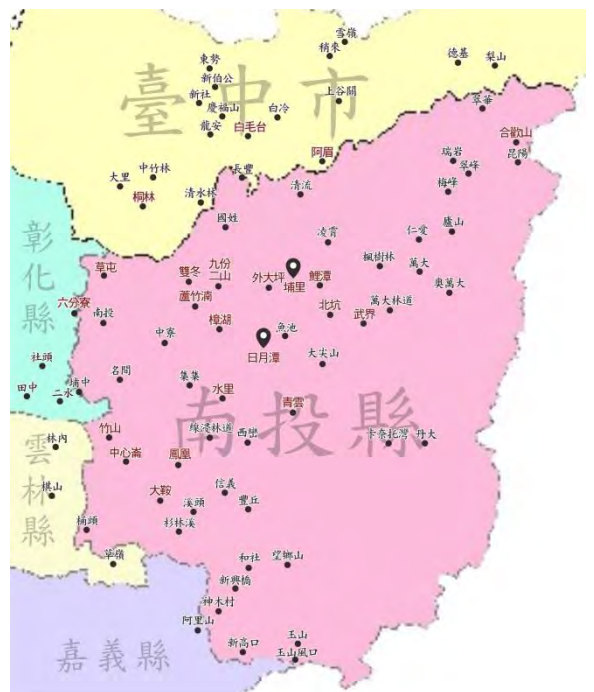 雪嶺
稍來
德基
梨山
東勢
新伯公
新社
慶福山
白冷
上谷關
翠華
臺中市
龍安
白毛台
合歡山
昆陽
瑞岩
翠峰
阿眉
中竹林
大里
桐林
長豐
清水林
清流
梅峰
國姓
凌霄
仁愛
廬山
彰化縣
草屯
雙冬
九份
二山
外大坪
埔里
鯉潭
楓樹林
萬大
奧萬大
蘆竹湳
六分寮
南投
樟湖
北坑
武界
萬大林道
魚池
中寮
日月潭
大尖山
社頭
名間
集集
田中
二水
水里
青雲
南投縣
竹山
線浸林道
西巒
卡奈托灣
丹大
林內
中心崙
鳳凰
雲林縣
棋山
大鞍
信義
溪頭
豐丘
桶頭
杉林溪
草嶺
和社
望鄉山
新興橋
神木村
阿里山
新高口
玉山
玉山風口
嘉義縣